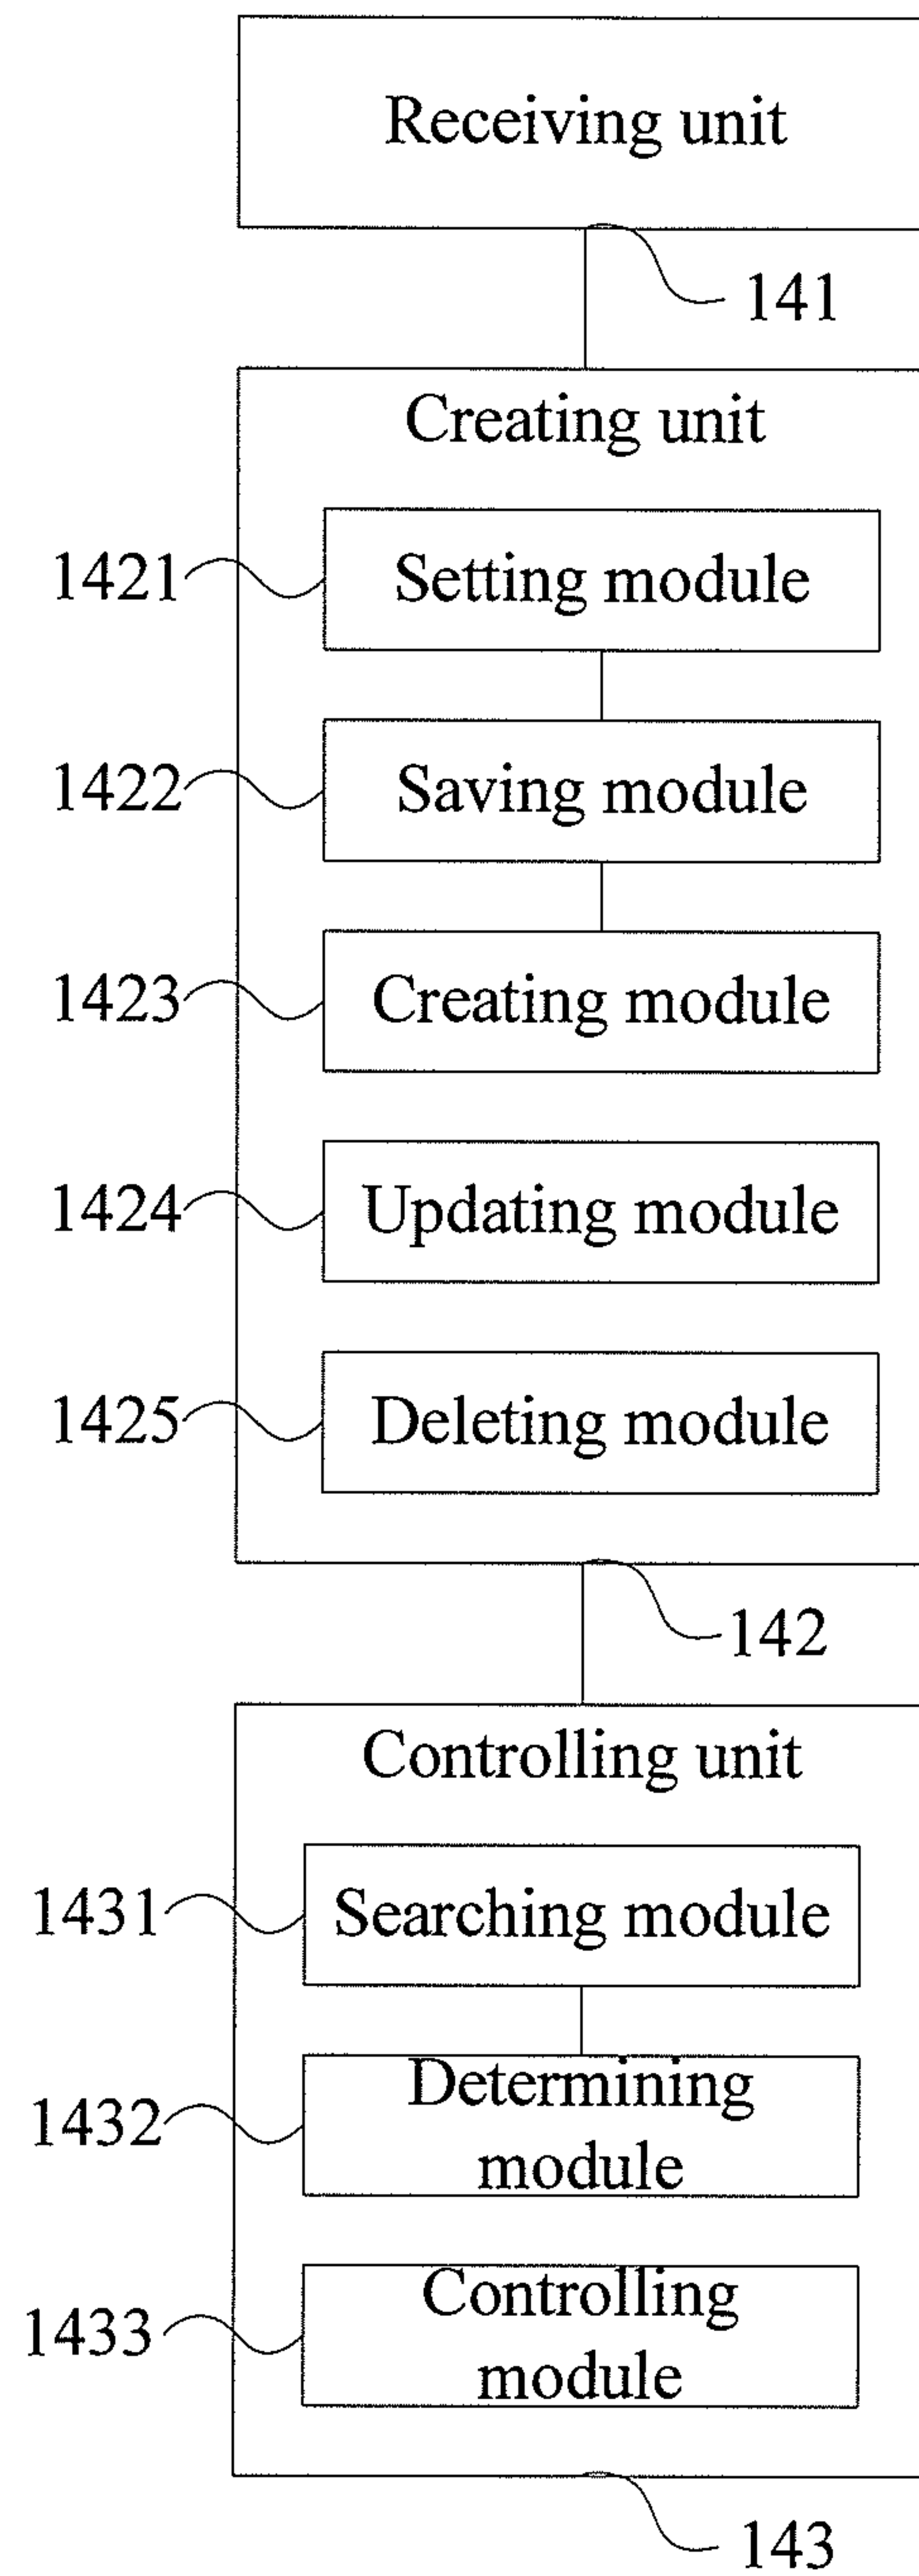 Receiving unit
141
Creating unit
1421
Setting module
1422
Saving module
1423
Creating module
1424
Updating module
1425
Deleting module
142
Controlling unit
1431
Searching module
1432
Determining
module
1433
Controlling
module
143